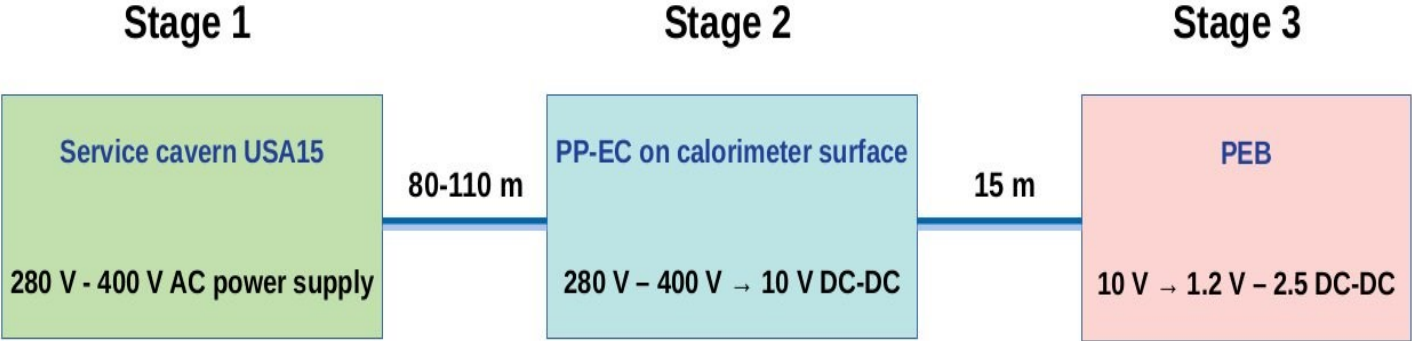 Stage 1
Stage 2
Stage 3
Service cavern USA15
PP-EC on calorimeter surface
PEB
80-110 m
15 m
280 V - 400 V AC power supply
280 V – 400 V → 10 V DC-DC
10 V → 1.2 V – 2.5 DC-DC